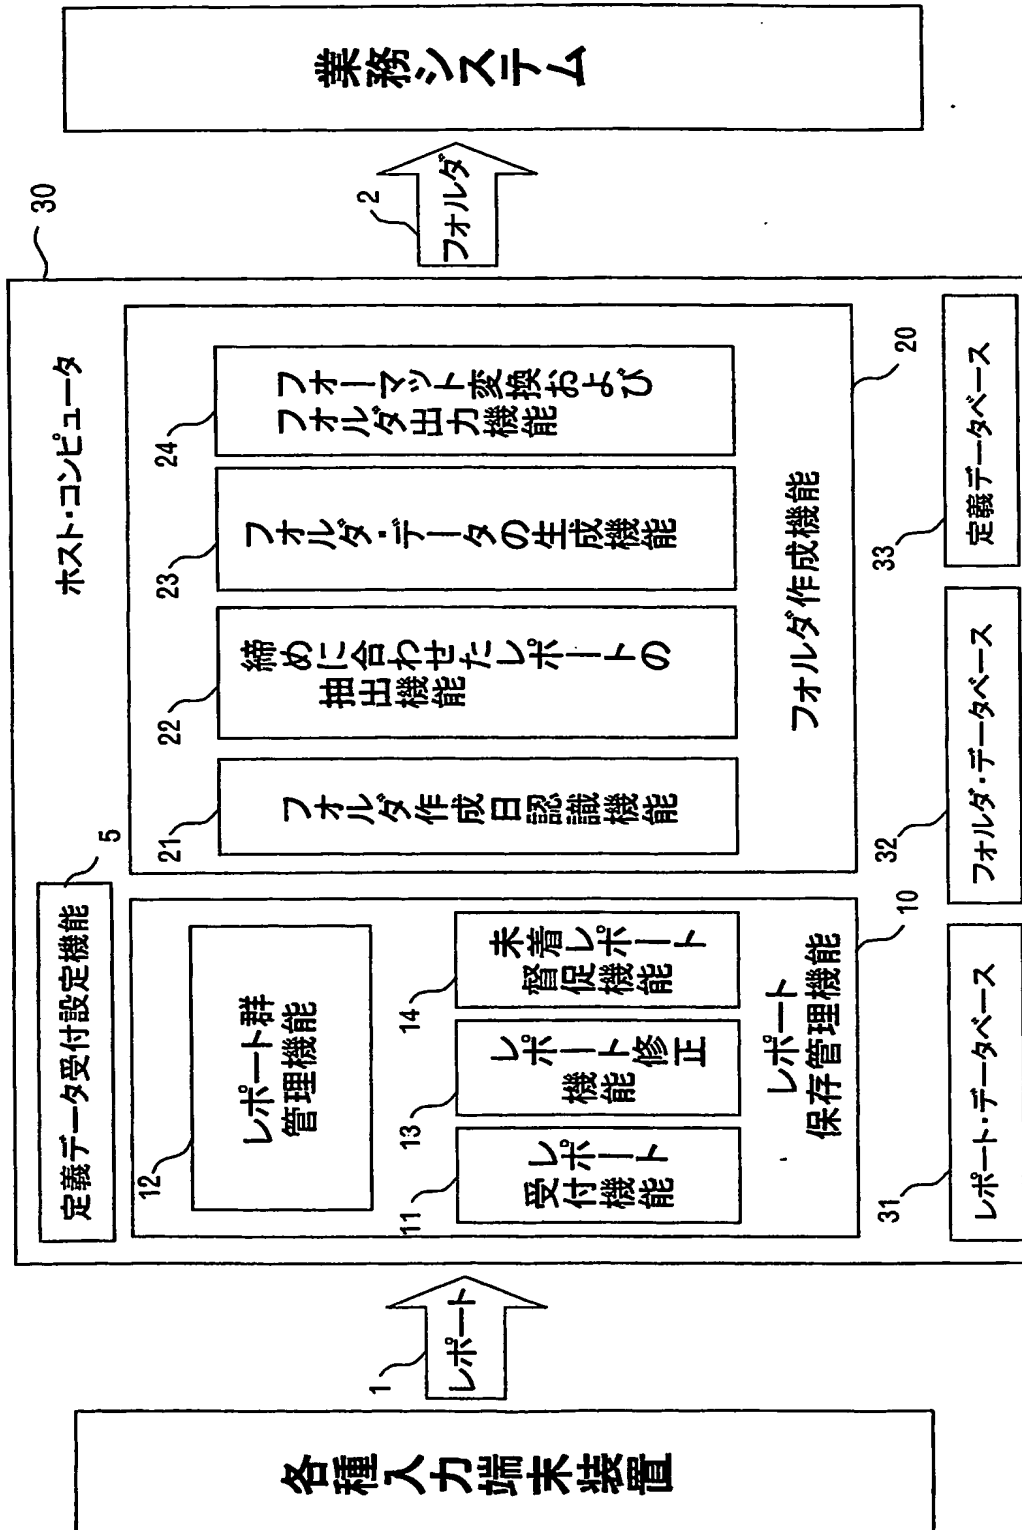 各種入力端末装置
1
レポート
30
ホスト・コンピュータ
定義データ受付設定機能
5
12
レポート群
管理機能
11
レポート
受付機能
13
レポート修正
機能
14
未着レポート
督促機能
レポート
保存管理機能
10
21
フォルダ作成日認識機能
22
締めに合わせたレポートの
抽出機能
23
フォルダ・データの生成機能
24
フォーマット変換および
フォルダ出力機能
フォルダ作成機能
20
31
レポート・データベース
32
フォルダ・データベース
33
定義データベース
2
フォルダ
業務システム